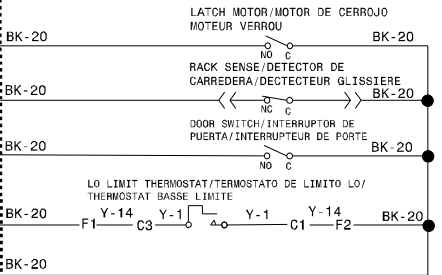 LATCH MOTOR/MOTOR DE CERROJO
MOTEUR VERROU
BK-20 BK-20
NO C
RACK SENSE/DETECTOR DE
CARREDERA/DECTECTEUR GLISSIERE
BK-20 BK-20
NC C
DOOR SWITCH/INTERRUPTOR DE
PUERTA/INTERRUPTEUR DE PORTE
BK-20 BK-20
NO C
LO LIMIT THERMOSTAT/TERMOSTATO DE LIMITO LO/
THERMOSTAT BASSE LIMITE
BK-20 Y-14 Y-1 Y-1 Y-14 BK-20
F1 C3 C1 F2
BK-20